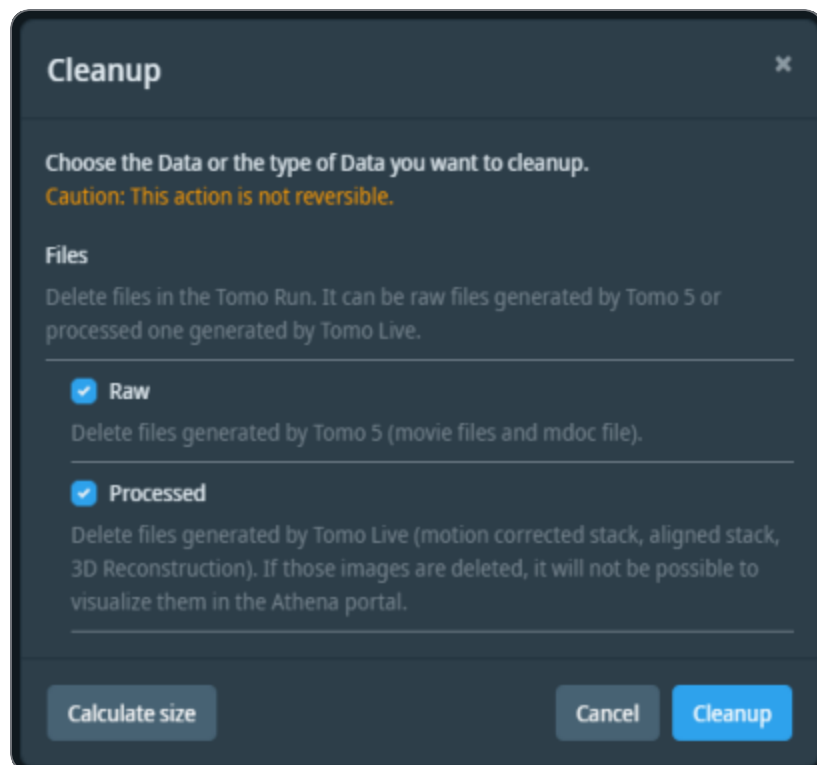 Cleanup
Choose the Data or the type of Data you want to cleanup.
Caution: This action is not reversible.
Files
Delete files in the Tomo Run. It can be raw files generated by Tomo 5 or
processed one generated by Tomo Live.
Raw
Delete files generated by Tomo 5 (movie files and mdoc file).
Processed
Delete files generated by Tomo Live (motion corrected stack, aligned stack,
3D Reconstruction). If those images are deleted, it will not be possible to
visualize them in the Athena portal.
Calculate size Cancel Cleanup